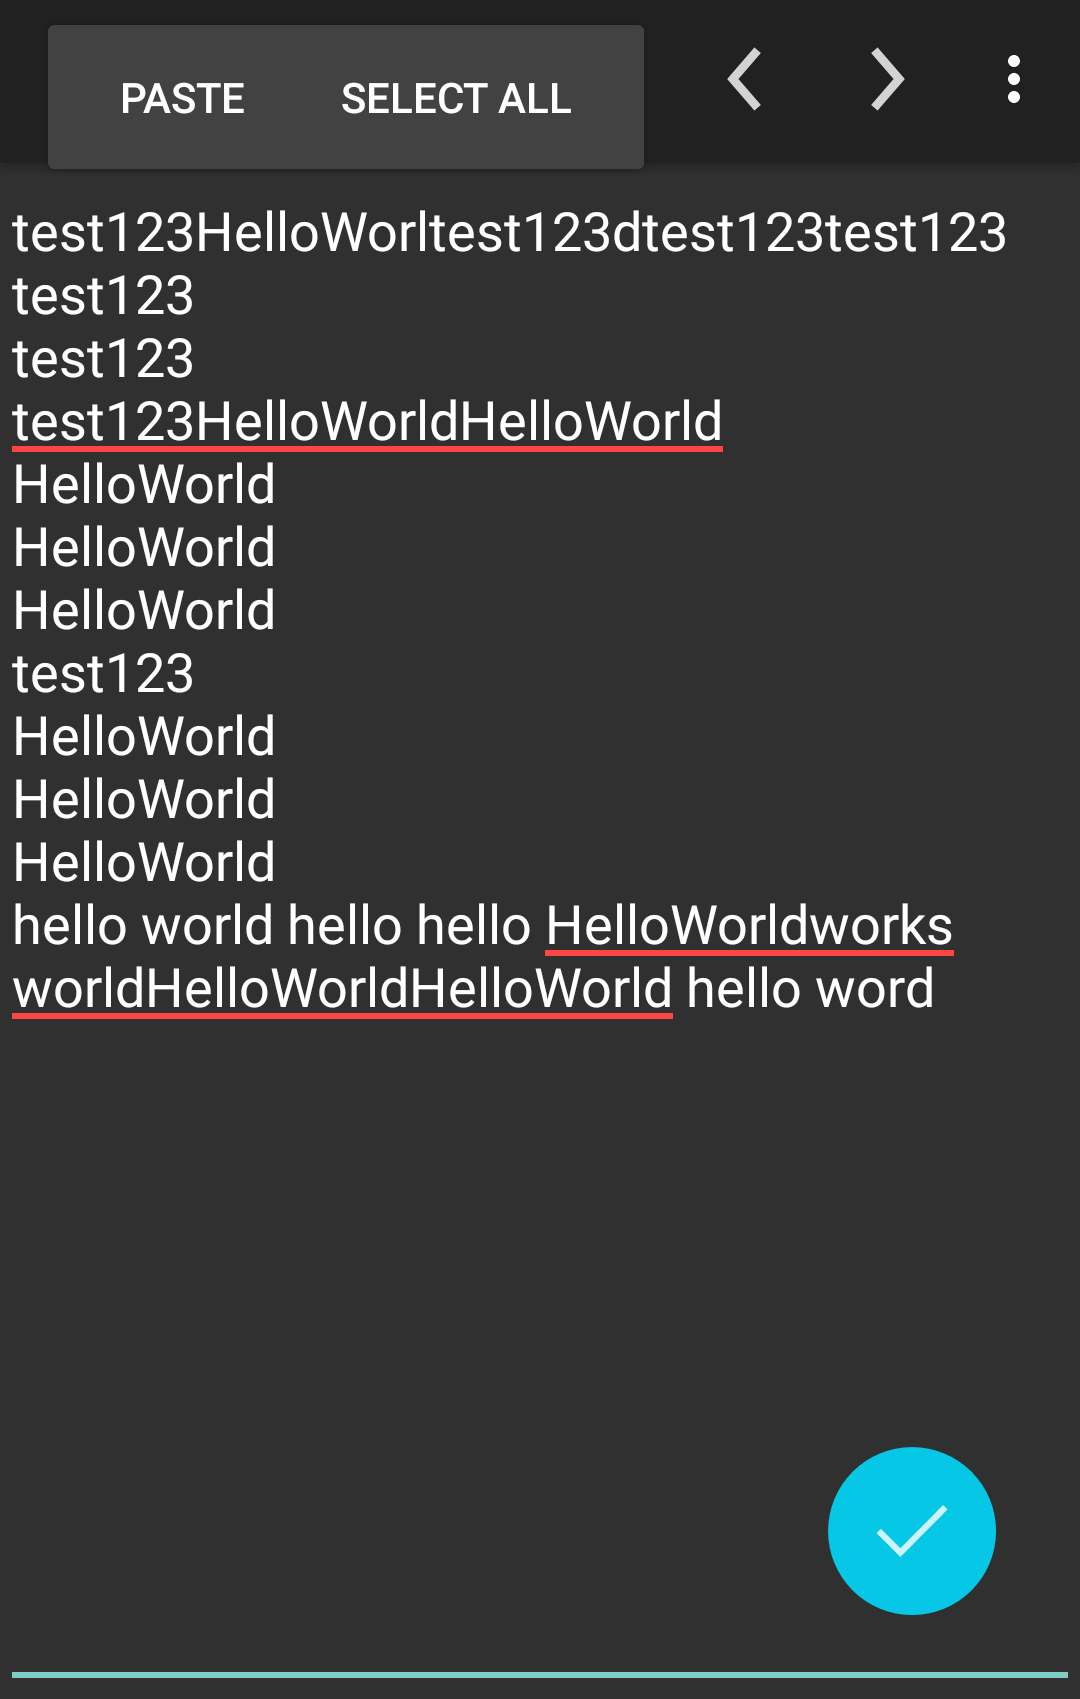 PASTE SELECT ALL
test123HelloWorltest123dtest123test123
test123
test123
test123HelloWorldHelloWorld
HelloWorld
HelloWorld
HelloWorld
test123
HelloWorld
HelloWorld
HelloWorld
hello world hello hello HelloWorldworks
worldHelloWorldHelloWorld hello word